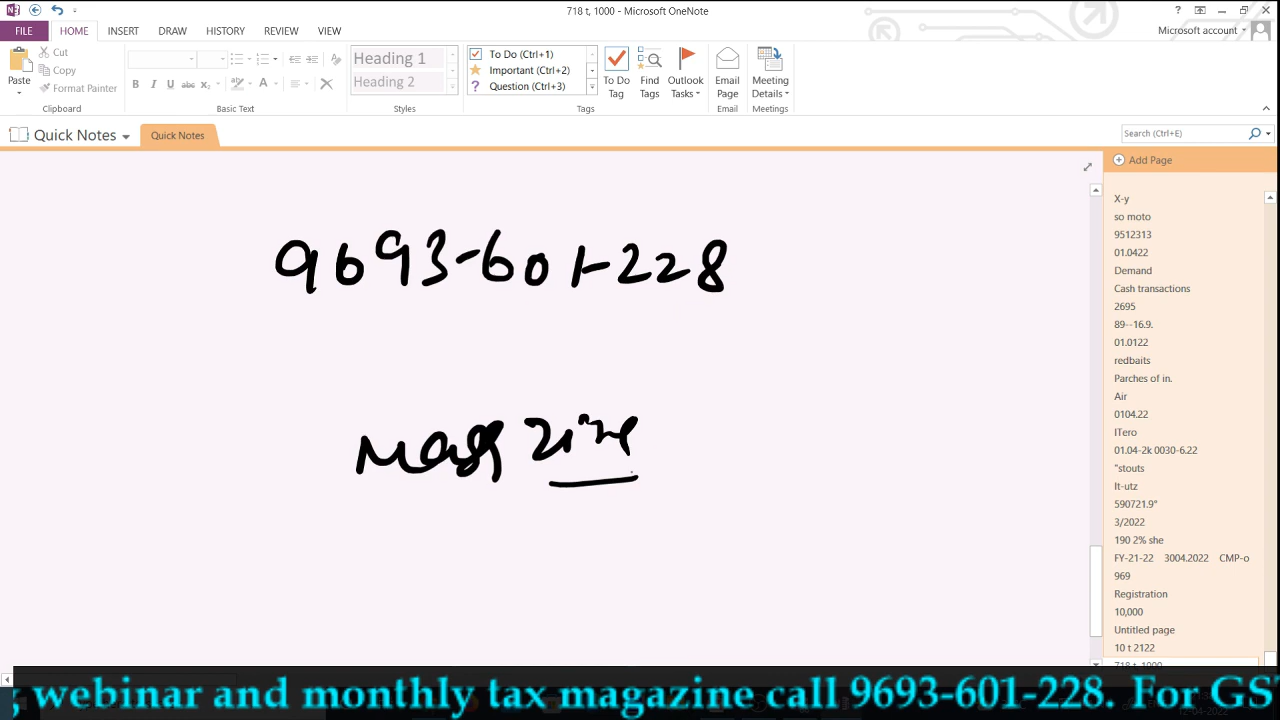 718 t, 1000 - Microsoft OneNote
FILE HOME INSERT DRAW HISTORY REVIEW VIEW
Microsoft account
Paste
Cut
Copy
Format Painter
Clipboard
Basic Text
Heading 1
Heading 2
Styles
To Do (Ctrl+1)
Important (Ctrl+2)
Question (Ctrl+3)
To Do Tag
Find Tags
Tags
Outlook Tasks
Email Page
Email
Meeting Details
Meetings
Quick Notes
Quick Notes
Search (Ctrl+E)
Add Page
9693-601-228
X-y
so moto
9512313
01.0422
Demand
Cash transactions
2695
89--16.9.
01.0122
redbaits
Parches of in.
Air
0104.22
ITero
01.04-2k 0030-6.22
"stouts
It-utz
590721.9°
3/2022
190 2% she
FY-21-22 3004.2022 CMP-o
969
Registration
10,000
Untitled page
10 t 2122
718 t, 1000
, webinar and monthly tax magazine call 9693-601-228. For GS